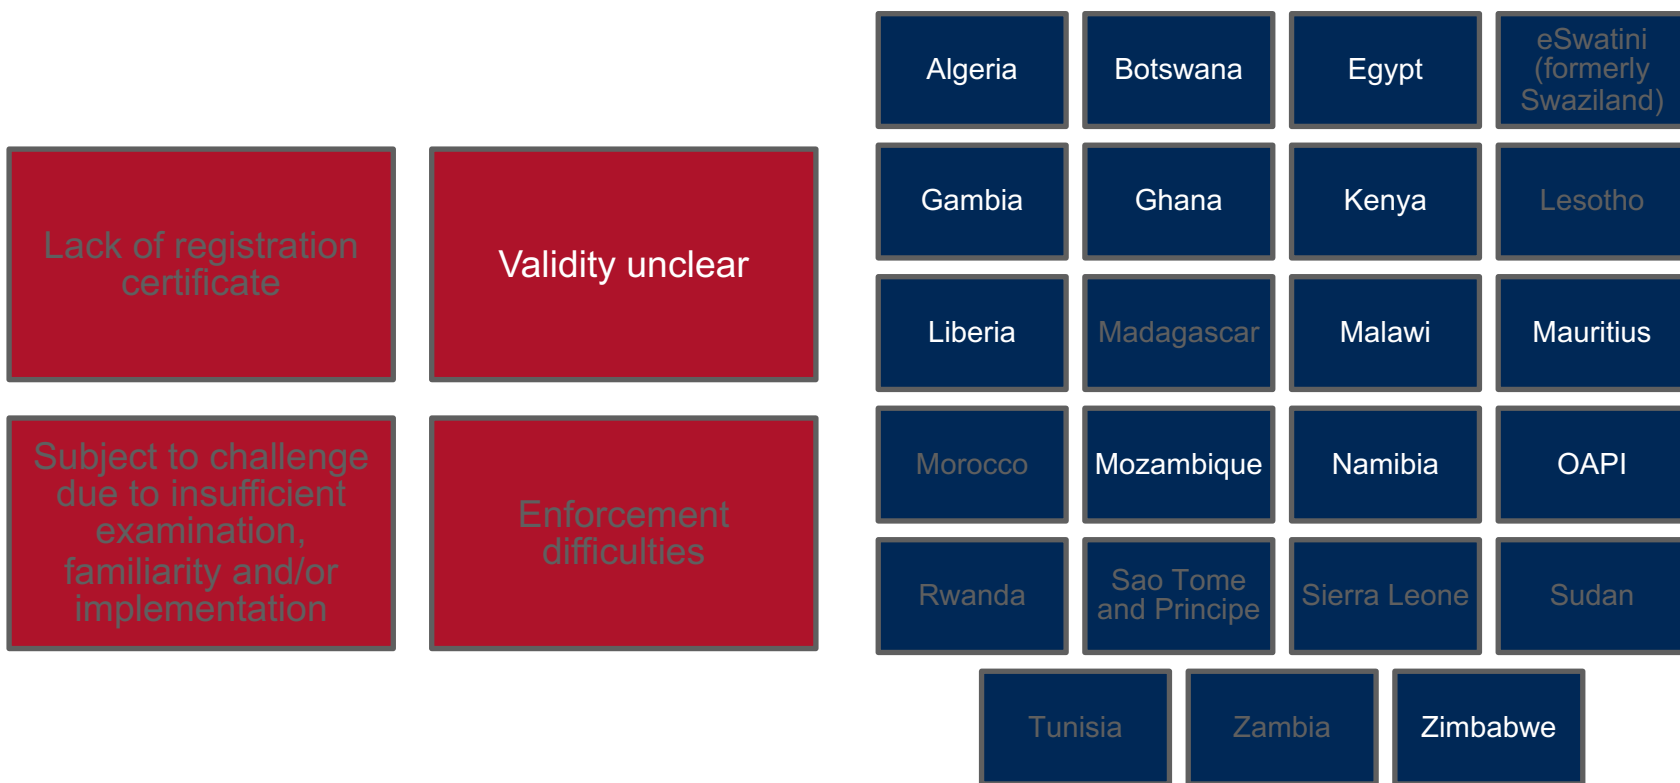 Lack of registration
certificate
Validity unclear
Subject to challenge
due to insufficient
examination,
familiarity and/or
implementation
Enforcement
difficulties
Algeria
Botswana
Egypt
eSwatini
(formerly
Swaziland)
Gambia
Ghana
Kenya
Lesotho
Liberia
Madagascar
Malawi
Mauritius
Morocco
Mozambique
Namibia
OAPI
Rwanda
Sao Tome
and Principe
Sierra Leone
Sudan
Tunisia
Zambia
Zimbabwe